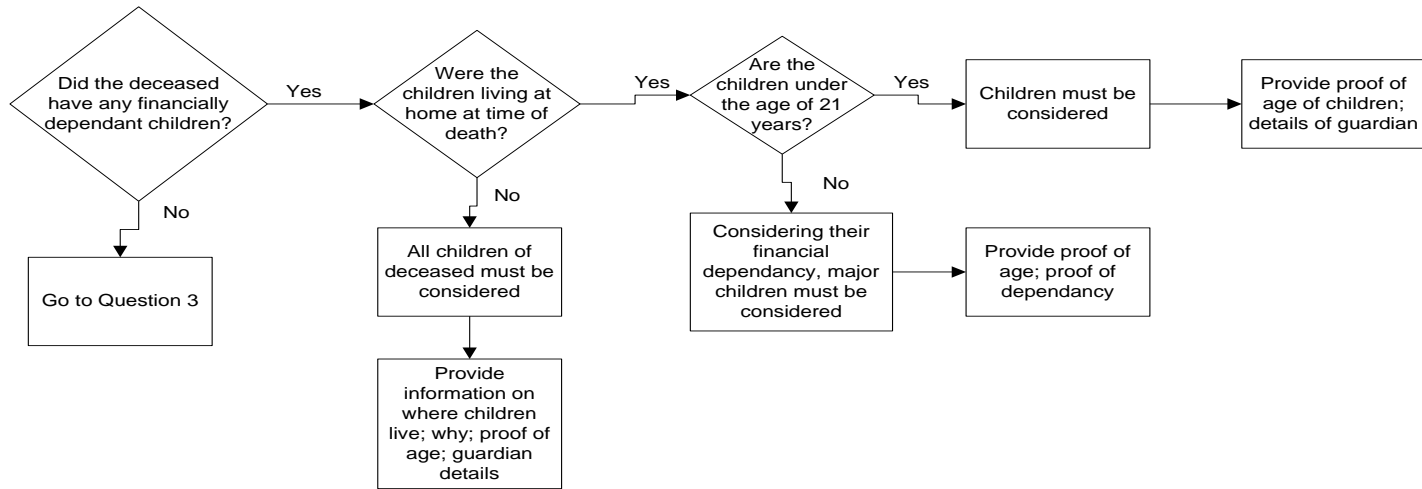 Did the deceased
have any financially
dependant children?
Yes
No
Go to Question 3
Were the
children living at
home at time of
death?
Yes
No
All children of
deceased must be
considered
Provide
information on
where children
live; why; proof of
age; guardian
details
Are the
children under
the age of 21
years?
Yes
No
Children must be
considered
Provide proof of
age of children;
details of guardian
Considering their
financial
dependancy, major
children must be
considered
Provide proof of
age; proof of
dependancy